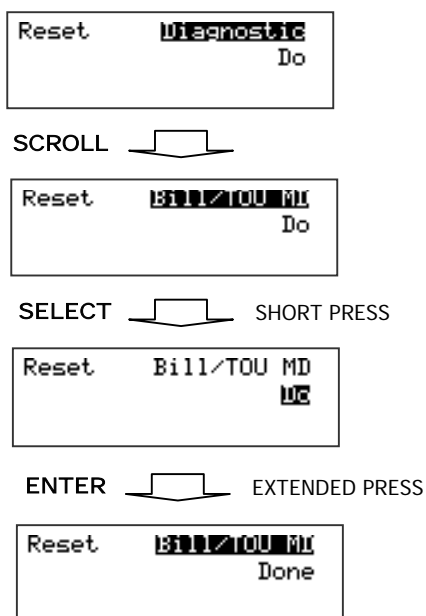 Reset Diagnostic
Do
SCROLL
Reset Bill/TOU MD
Do
SELECT SHORT PRESS
Reset Bill/TOU MD
Do
ENTER EXTENDED PRESS
Reset Bill/TOU MD
Done